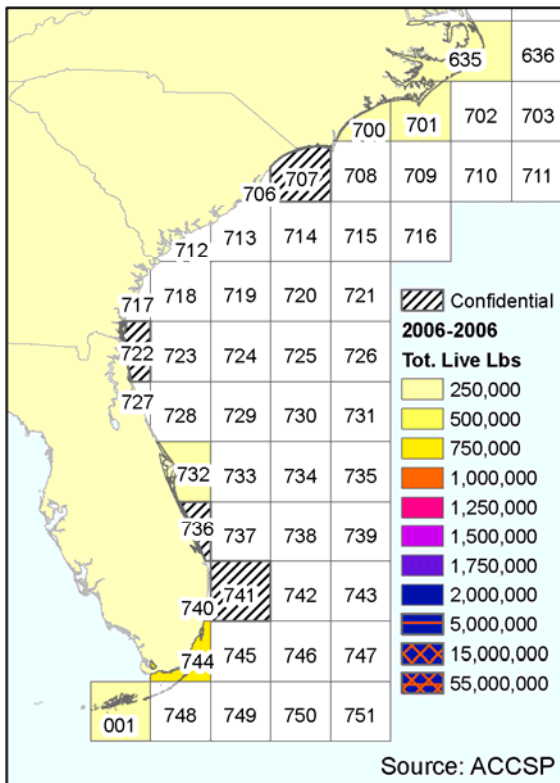 635 636
700 701 702 703
706 707 708 709 710 711
712 713 714 715 716
717 718 719 720 721
722 723 724 725 726
727 728 729 730 731
732 733 734 735
736 737 738 739
740 741 742 743
744 745 746 747
001 748 749 750 751
Confidential
2006-2006
Tot. Live Lbs
250,000
500,000
750,000
1,000,000
1,250,000
1,500,000
1,750,000
2,000,000
5,000,000
15,000,000
55,000,000
Source: ACCSP